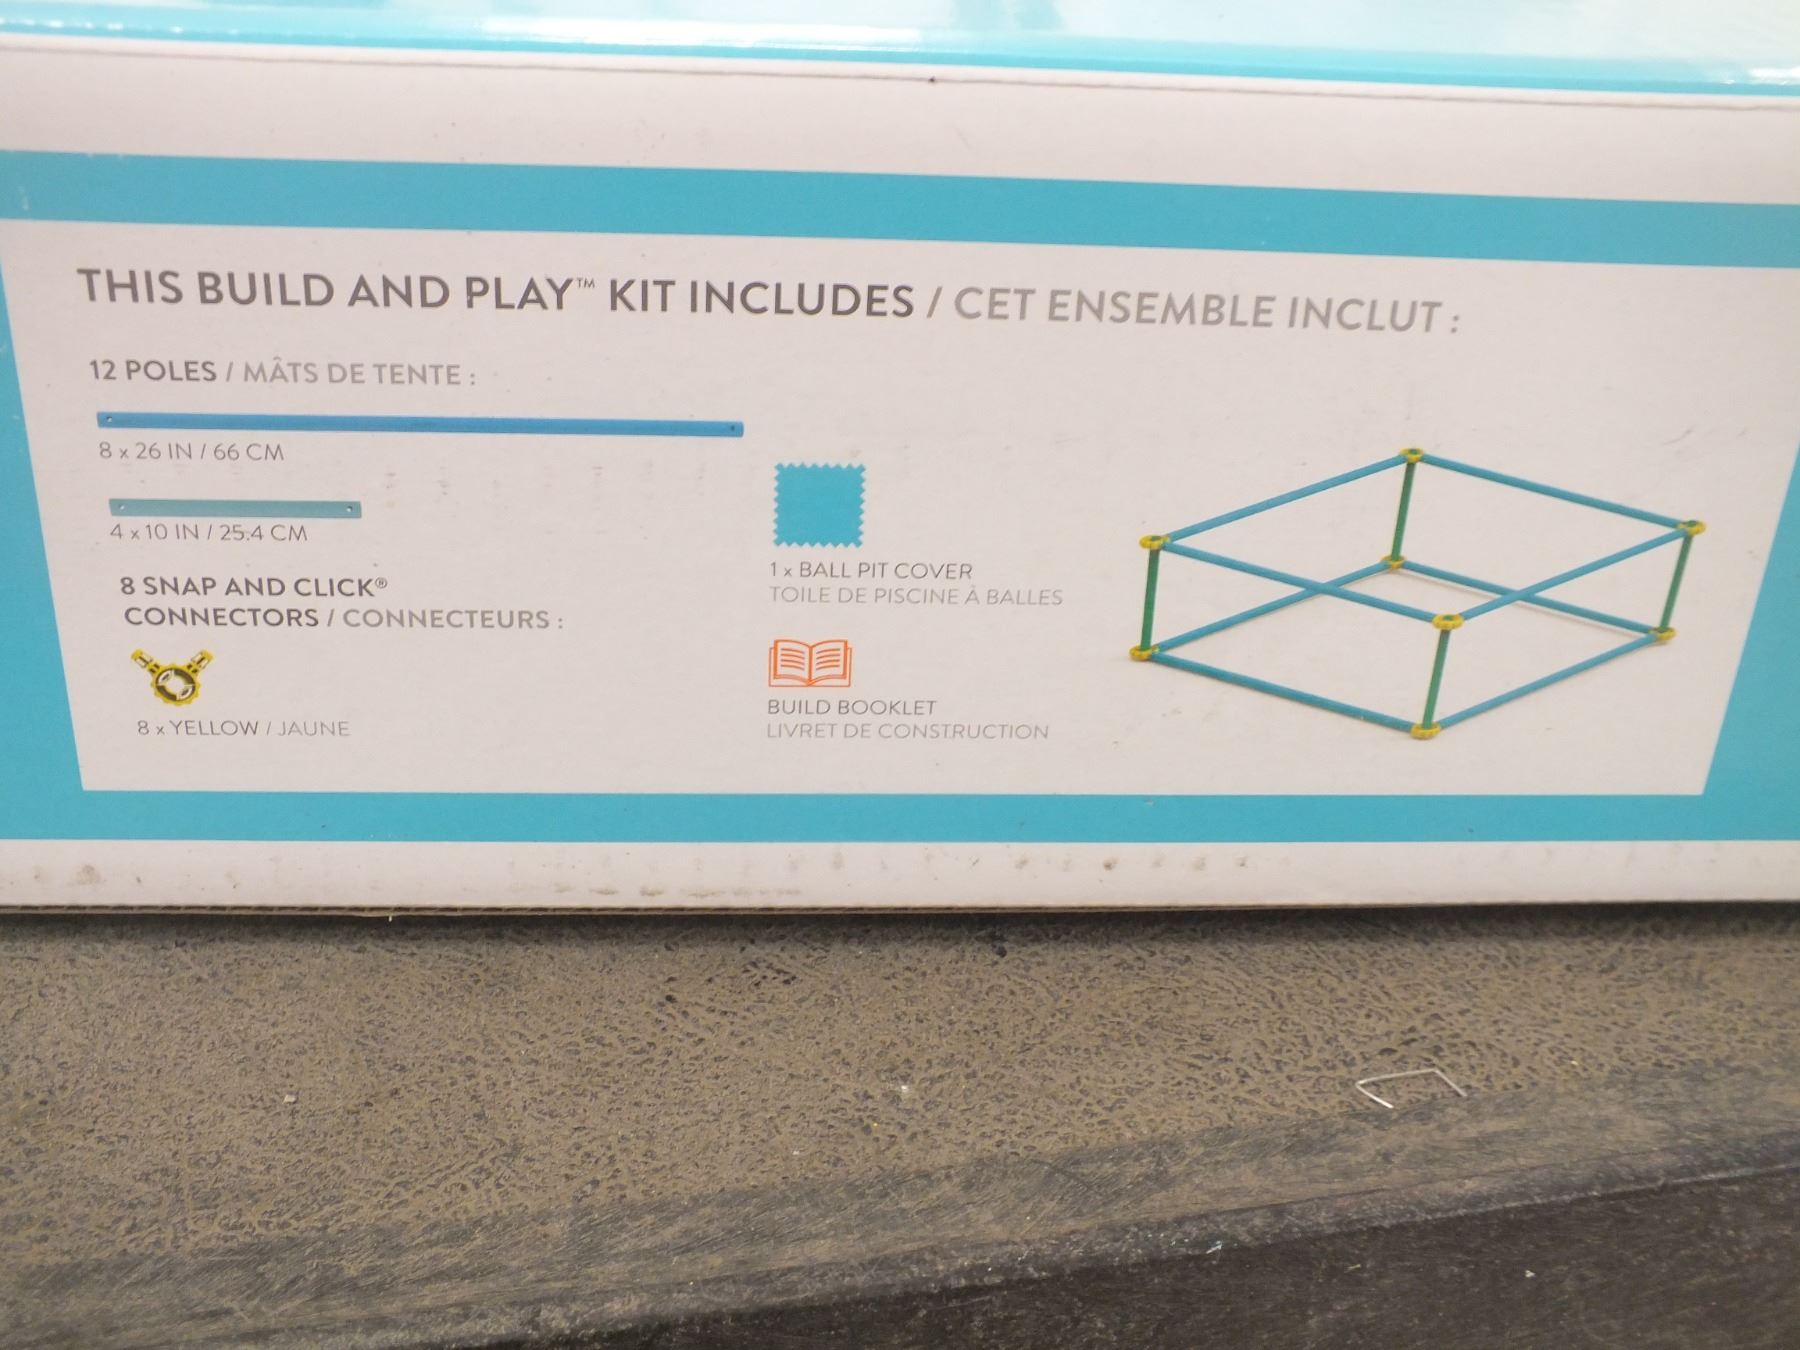 THIS BUILD AND PLAY™ KIT INCLUDES / CET ENSEMBLE INCLUT :
12 POLES / MÂTS DE TENTE :
8 x 26 IN / 66 CM
4 x 10 IN / 25.4 CM
8 SNAP AND CLICK®
CONNECTORS / CONNECTEURS :
8 x YELLOW / JAUNE
1 x BALL PIT COVER
TOILE DE PISCINE À BALLES
BUILD BOOKLET
LIVRET DE CONSTRUCTION